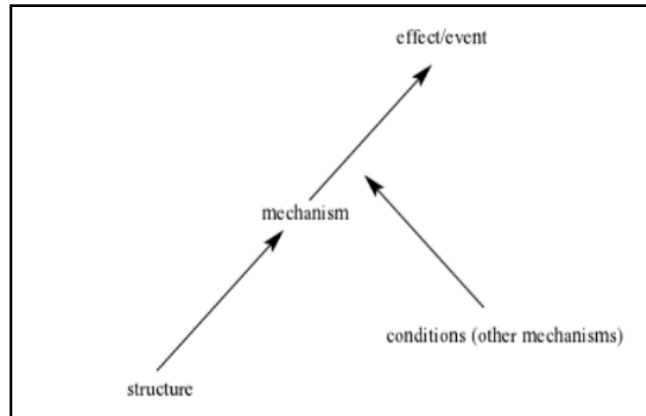 effect/event
mechanism
conditions (other mechanisms)
structure